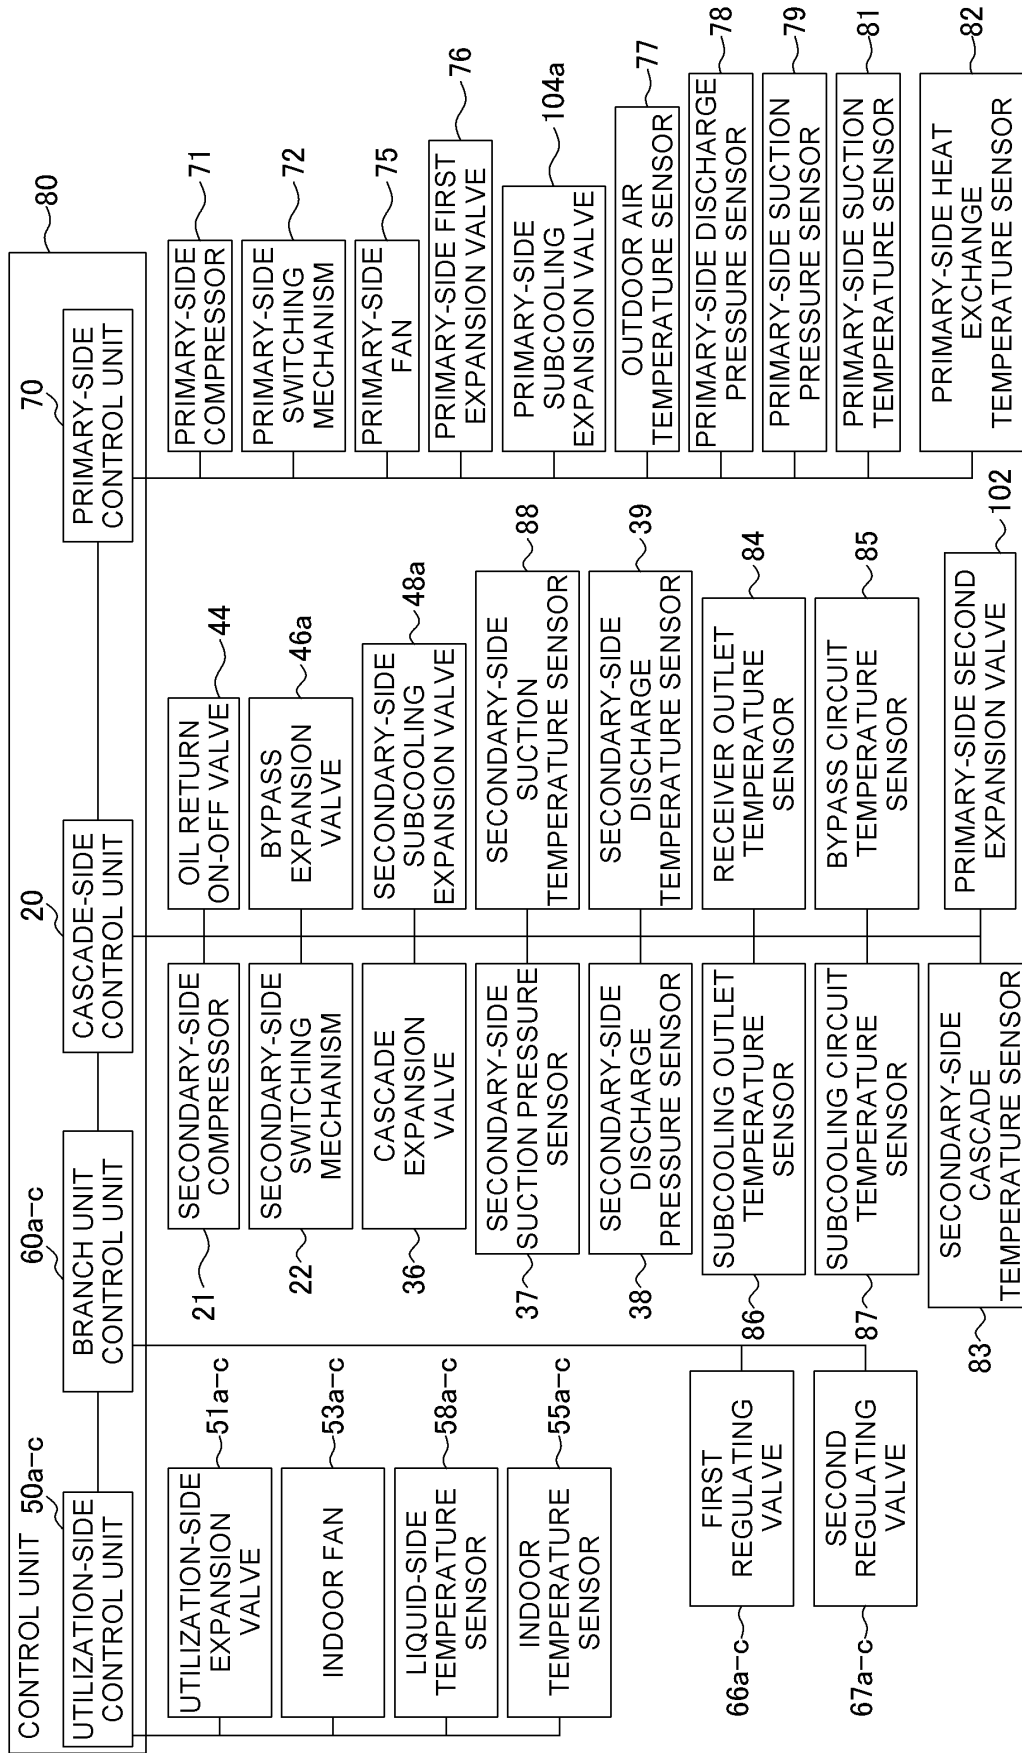 CONTROL UNIT
80
50a-c
UTILIZATION-SIDE
CONTROL UNIT
60a-c
BRANCH UNIT
CONTROL UNIT
20
CASCADE-SIDE
CONTROL UNIT
70
PRIMARY-SIDE
CONTROL UNIT
UTILIZATION-SIDE
EXPANSION
VALVE
51a-c
INDOOR FAN
53a-c
LIQUID-SIDE
TEMPERATURE
SENSOR
58a-c
INDOOR
TEMPERATURE
SENSOR
55a-c
FIRST
REGULATING
VALVE
66a-c
SECOND
REGULATING
VALVE
67a-c
SECONDARY-SIDE
COMPRESSOR
21
SECONDARY-SIDE
SWITCHING
MECHANISM
22
CASCADE
EXPANSION
VALVE
36
SECONDARY-SIDE
SUCTION PRESSURE
SENSOR
37
SECONDARY-SIDE
DISCHARGE
PRESSURE SENSOR
38
SUBCOOLING OUTLET
TEMPERATURE
SENSOR
86
SUBCOOLING CIRCUIT
TEMPERATURE
SENSOR
87
SECONDARY-SIDE
CASCADE
TEMPERATURE SENSOR
83
OIL RETURN
ON-OFF VALVE
44
BYPASS
EXPANSION
VALVE
46a
SECONDARY-SIDE
SUBCOOLING
EXPANSION VALVE
48a
SECONDARY-SIDE
SUCTION
TEMPERATURE SENSOR
88
SECONDARY-SIDE
DISCHARGE
TEMPERATURE SENSOR
39
RECEIVER OUTLET
TEMPERATURE
SENSOR
84
BYPASS CIRCUIT
TEMPERATURE
SENSOR
85
PRIMARY-SIDE SECOND
EXPANSION VALVE
102
PRIMARY-SIDE
COMPRESSOR
71
PRIMARY-SIDE
SWITCHING
MECHANISM
72
PRIMARY-SIDE
FAN
75
PRIMARY-SIDE FIRST
EXPANSION VALVE
76
PRIMARY-SIDE
SUBCOOLING
EXPANSION VALVE
104a
OUTDOOR AIR
TEMPERATURE SENSOR
77
PRIMARY-SIDE DISCHARGE
PRESSURE SENSOR
78
PRIMARY-SIDE SUCTION
PRESSURE SENSOR
79
PRIMARY-SIDE SUCTION
TEMPERATURE SENSOR
81
PRIMARY-SIDE HEAT
EXCHANGE
TEMPERATURE SENSOR
82